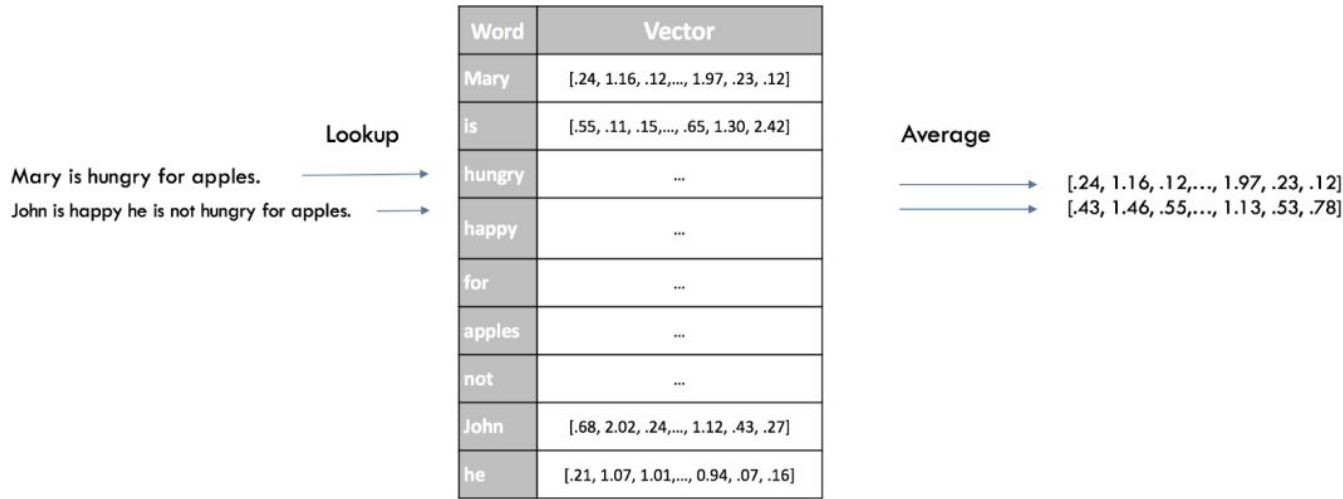 Word Vector
Mary [.24, 1.16, .12,..., 1.97, .23, .12]
is [.55, .11, .15,..., .65, 1.30, 2.42]
Lookup
Average
hungry ...
Mary is hungry for apples.
[.24, 1.16, .12,..., 1.97, .23, .12]
John is happy he is not hungry for apples.
[.43, 1.46, .55,..., 1.13, .53, .78]
happy ...
for ...
apples ...
not ...
John [.68, 2.02, .24,..., 1.12, .43, .27]
he [.21, 1.07, 1.01,..., 0.94, .07, .16]